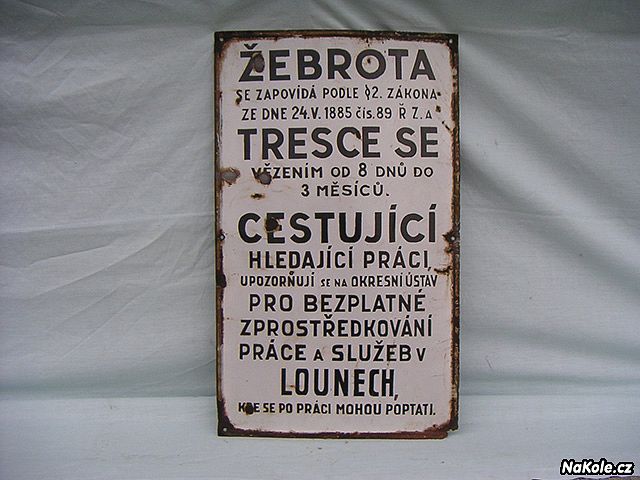 ŽEBROTA
SE ZAPOVÍDÁ PODLE §2. ZÁKONA
ZE DNE 24.V. 1885 čís. 89 Ř Z. A
TRESCE SE
VĚZENÍM OD 8 DNŮ DO
3 MĚSÍCŮ.
CESTUJÍCÍ
HLEDAJÍCÍ PRÁCI,
UPOZORŇUJÍ SE NA OKRESNÍ ÚSTAV
PRO BEZPLATNÉ
ZPROSTŘEDKOVÁNÍ
PRÁCE A SLUŽEB V
LOUNECH,
KDE SE PO PRÁCI MOHOU POPTATI.
NaKole.cz